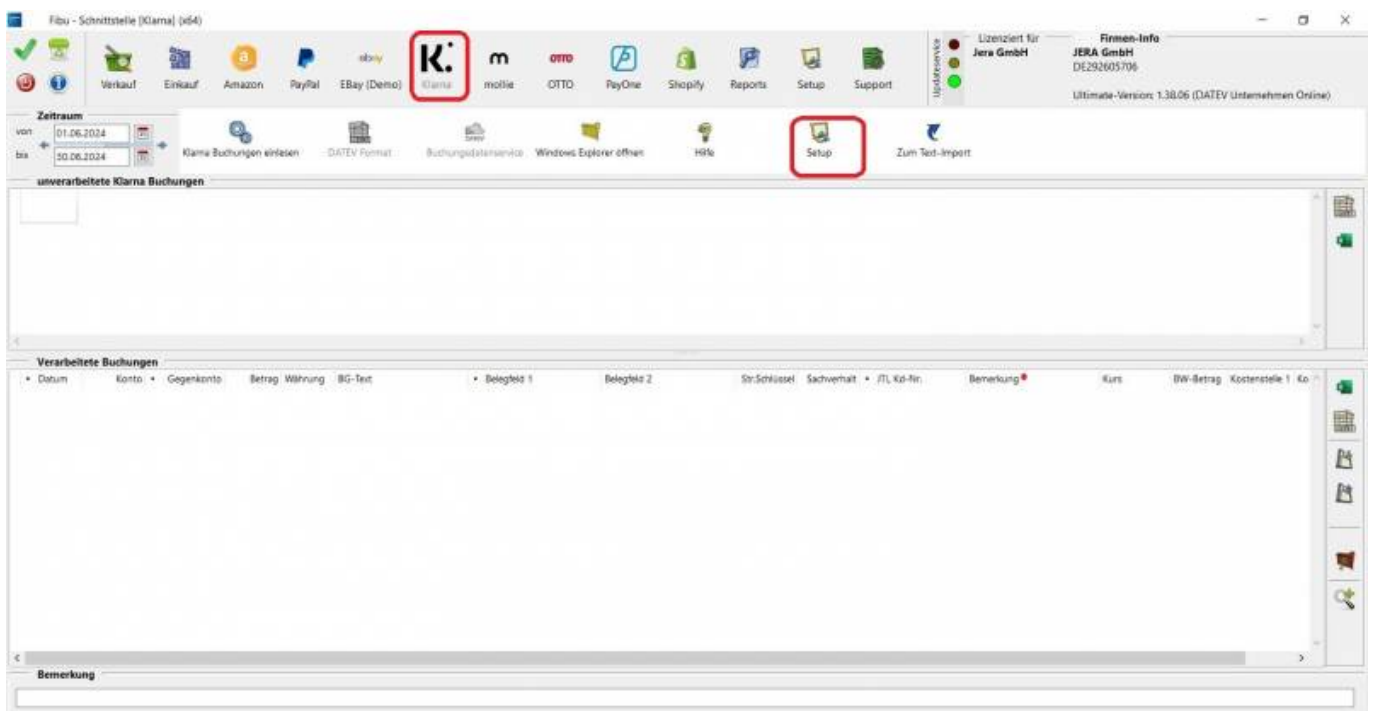 Fibu - Schnittstelle [Klarna] (x64)
ebay K. m OTTO
Verkauf Einkauf Amazon PayPal EBay (Demo) Klarna mollie OTTO PayOne Shopify Reports Setup Support
Updateservice
Lizenziert für
Jera GmbH
Firmen-Info
JERA GmbH
DE292605706
Ultimate-Version: 1.38.06 (DATEV Unternehmen Online)
Zeitraum
von 01.06.2024
bis 30.06.2024
Klarna Buchungen einlesen DATEV Format Buchungsdatenservice Windows Explorer öffnen Hilfe Setup Zum Text-Import
unverarbeitete Klarna Buchungen
Verarbeitete Buchungen
Datum Konto Gegenkonto Betrag Währung BG-Text Belegfeld 1 Belegfeld 2 Str.Schlüssel Sachverhalt JTL Kd-Nr. Bemerkung Kurs BW-Betrag Kostenstelle 1 Ko
Bemerkung